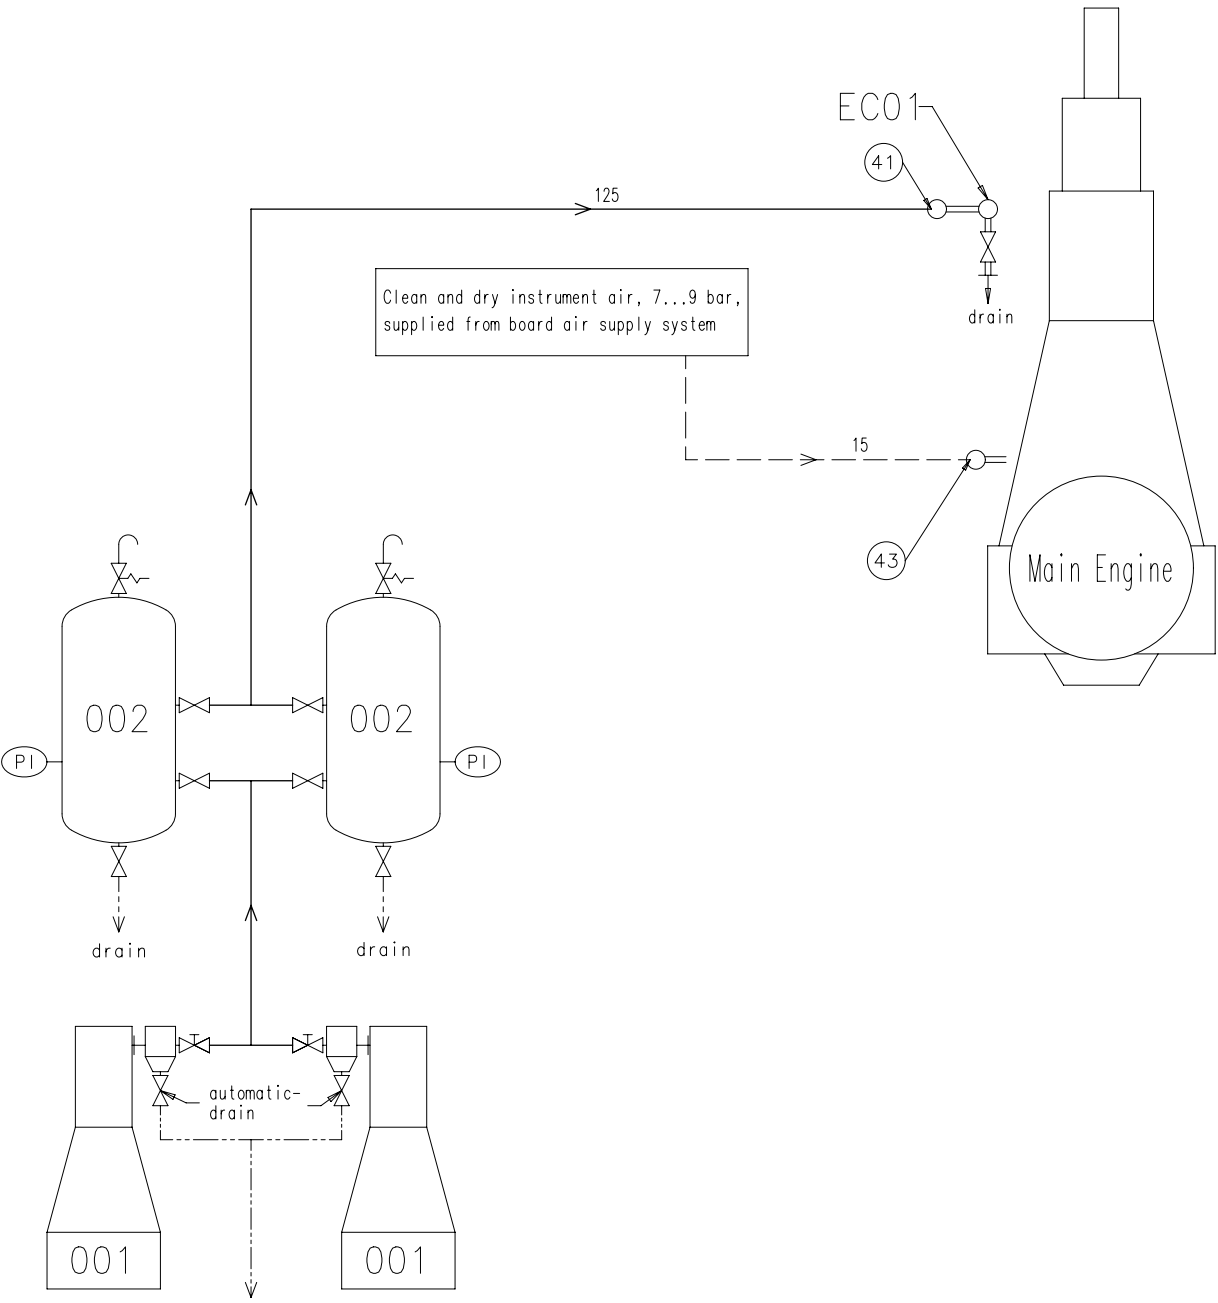 EC01
41
125
Clean and dry instrument air, 7...9 bar,
supplied from board air supply system
drain
15
43
Main Engine
002
002
PI
PI
drain
drain
automatic-
drain
001
001